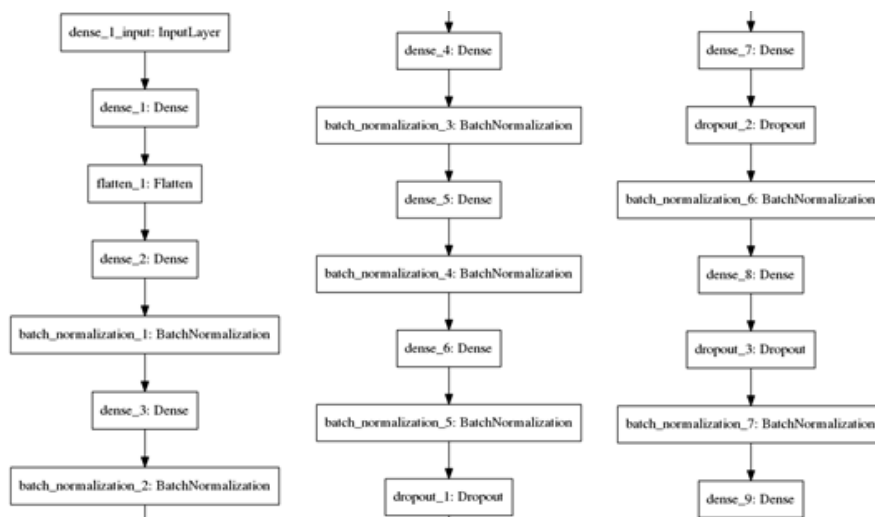 dense_1_input: InputLayer
dense_1: Dense
flatten_1: Flatten
dense_2: Dense
batch_normalization_1: BatchNormalization
dense_3: Dense
batch_normalization_2: BatchNormalization
dense_4: Dense
batch_normalization_3: BatchNormalization
dense_5: Dense
batch_normalization_4: BatchNormalization
dense_6: Dense
batch_normalization_5: BatchNormalization
dropout_1: Dropout
dense_7: Dense
dropout_2: Dropout
batch_normalization_6: BatchNormalization
dense_8: Dense
dropout_3: Dropout
batch_normalization_7: BatchNormalization
dense_9: Dense